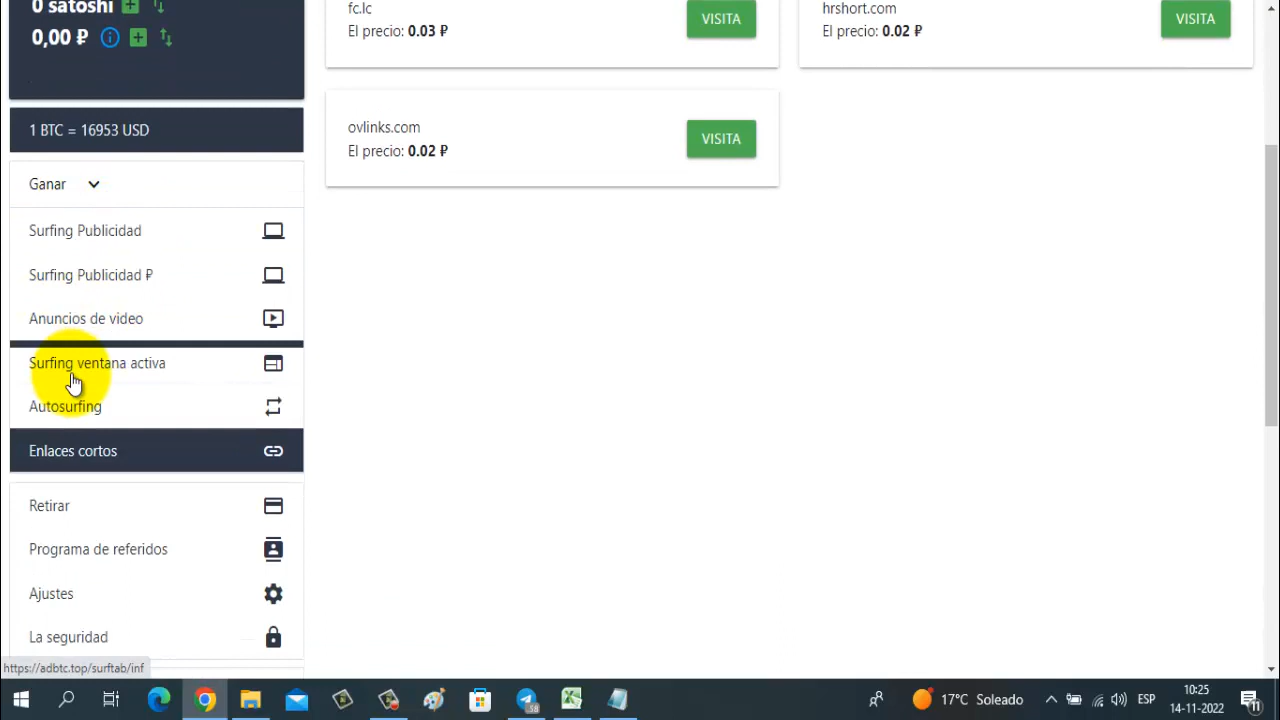 0 satoshi
0,00 ₽
1 BTC = 16953 USD
Ganar
Surfing Publicidad
Surfing Publicidad ₽
Anuncios de video
Surfing ventana activa
Autosurfing
Enlaces cortos
Retirar
Programa de referidos
Ajustes
La seguridad
https://adbtc.top/surftab/inf
fc.lc
El precio: 0.03 ₽
VISITA
hrshort.com
El precio: 0.02 ₽
VISITA
ovlinks.com
El precio: 0.02 ₽
VISITA
58
17°C Soleado
ESP
10:25
14-11-2022
11